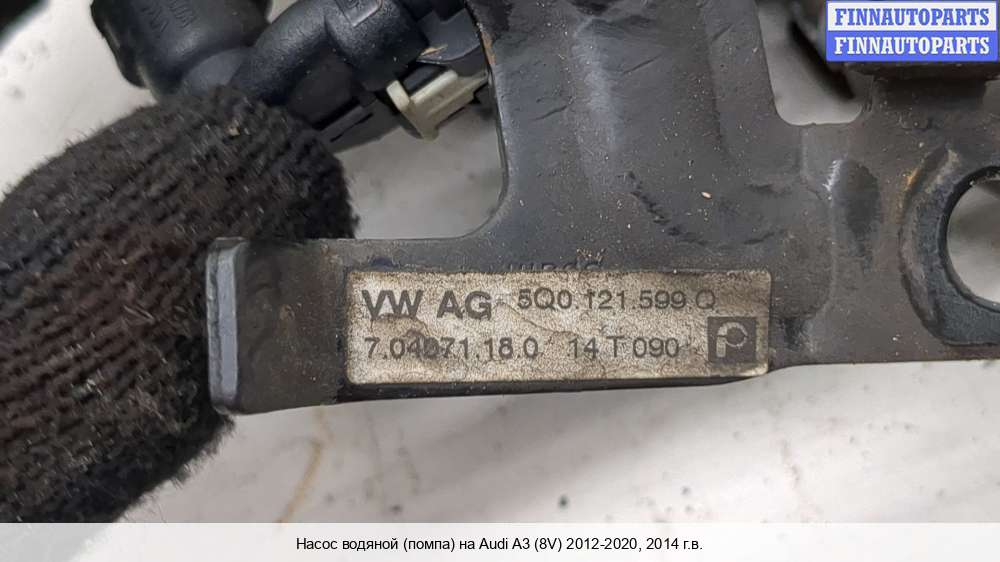 FINNAUTOPARTS
FINNAUTOPARTS
VW AG 5Q0.121.599.Q
7.04071.18.0 14 T 090
Насос водяной (помпа) на Audi A3 (8V) 2012-2020, 2014 г.в.